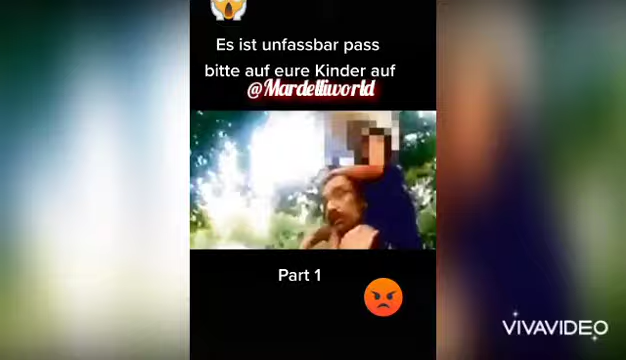 Es ist unfassbar pass
bitte auf eure Kinder auf
@Mardelliworld
Part 1
VIVAVIDEO